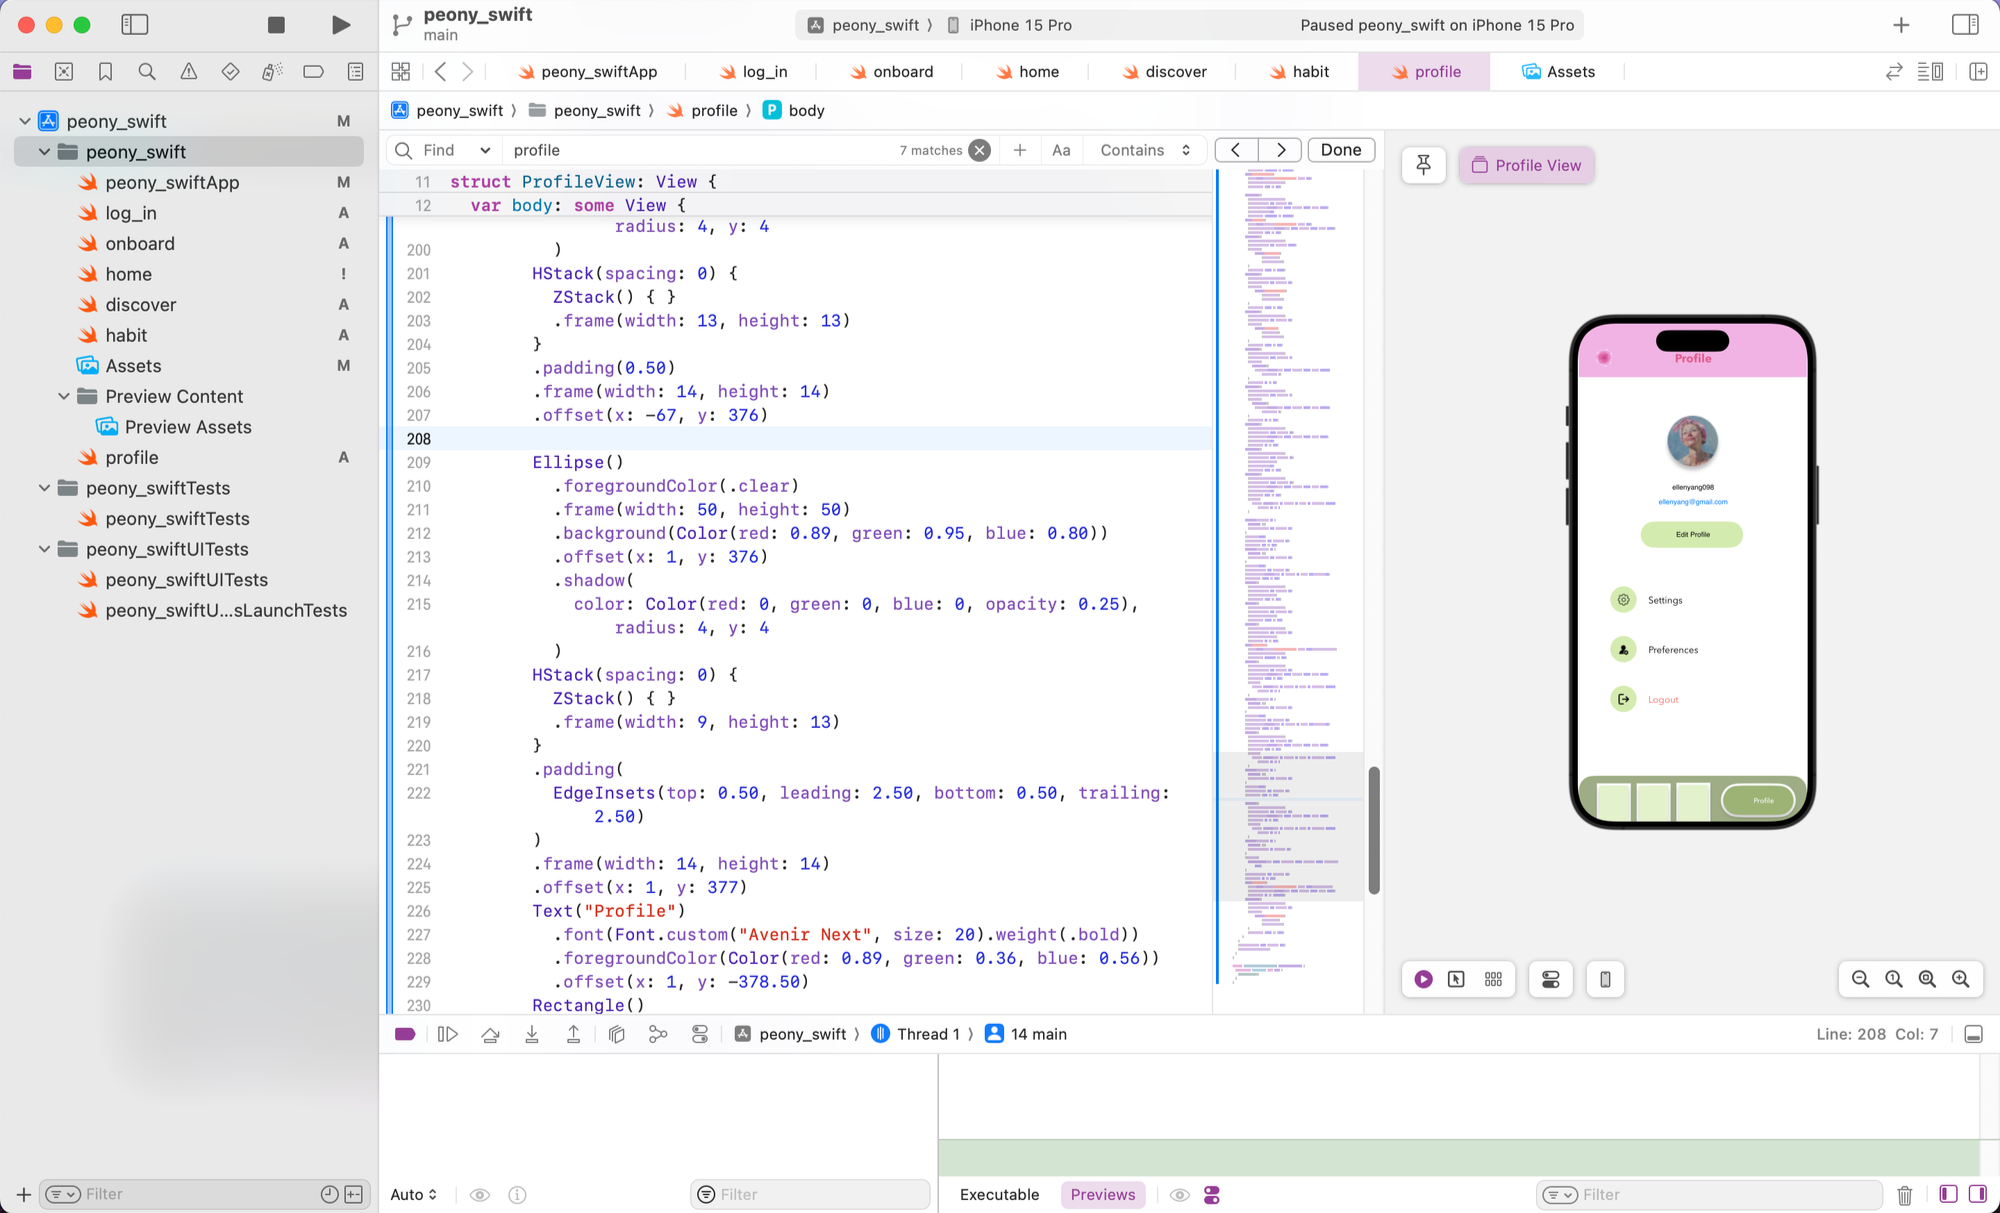 peony_swift
main
peony_swift ⟩ iPhone 15 Pro
Paused peony_swift on iPhone 15 Pro
peony_swiftApp
log_in
onboard
home
discover
habit
profile
Assets
peony_swift ⟩ peony_swift ⟩ profile ⟩ P body
Find
profile
7 matches
Aa
Contains
Done
peony_swift M
peony_swift
peony_swiftApp M
log_in A
onboard A
home !
discover A
habit A
Assets M
Preview Content
Preview Assets
profile A
peony_swiftTests
peony_swiftTests
peony_swiftUITests
peony_swiftUITests
peony_swiftU...sLaunchTests
Filter
11 struct ProfileView: View {
12 var body: some View {
radius: 4, y: 4
200 )
201 HStack(spacing: 0) {
202 ZStack() { }
203 .frame(width: 13, height: 13)
204 }
205 .padding(0.50)
206 .frame(width: 14, height: 14)
207 .offset(x: -67, y: 376)
208
209 Ellipse()
210 .foregroundColor(.clear)
211 .frame(width: 50, height: 50)
212 .background(Color(red: 0.89, green: 0.95, blue: 0.80))
213 .offset(x: 1, y: 376)
214 .shadow(
215 color: Color(red: 0, green: 0, blue: 0, opacity: 0.25),
radius: 4, y: 4
216 )
217 HStack(spacing: 0) {
218 ZStack() { }
219 .frame(width: 9, height: 13)
220 }
221 .padding(
222 EdgeInsets(top: 0.50, leading: 2.50, bottom: 0.50, trailing:
2.50)
223 )
224 .frame(width: 14, height: 14)
225 .offset(x: 1, y: 377)
226 Text("Profile")
227 .font(Font.custom("Avenir Next", size: 20).weight(.bold))
228 .foregroundColor(Color(red: 0.89, green: 0.36, blue: 0.56))
229 .offset(x: 1, y: -378.50)
230 Rectangle()
Profile View
Profile
ellenyang098
ellenyang@gmail.com
Edit Profile
Settings
Preferences
Logout
Profile
peony_swift ⟩ Thread 1 ⟩ 14 main
Line: 208 Col: 7
Auto
Filter
Executable
Previews
Filter